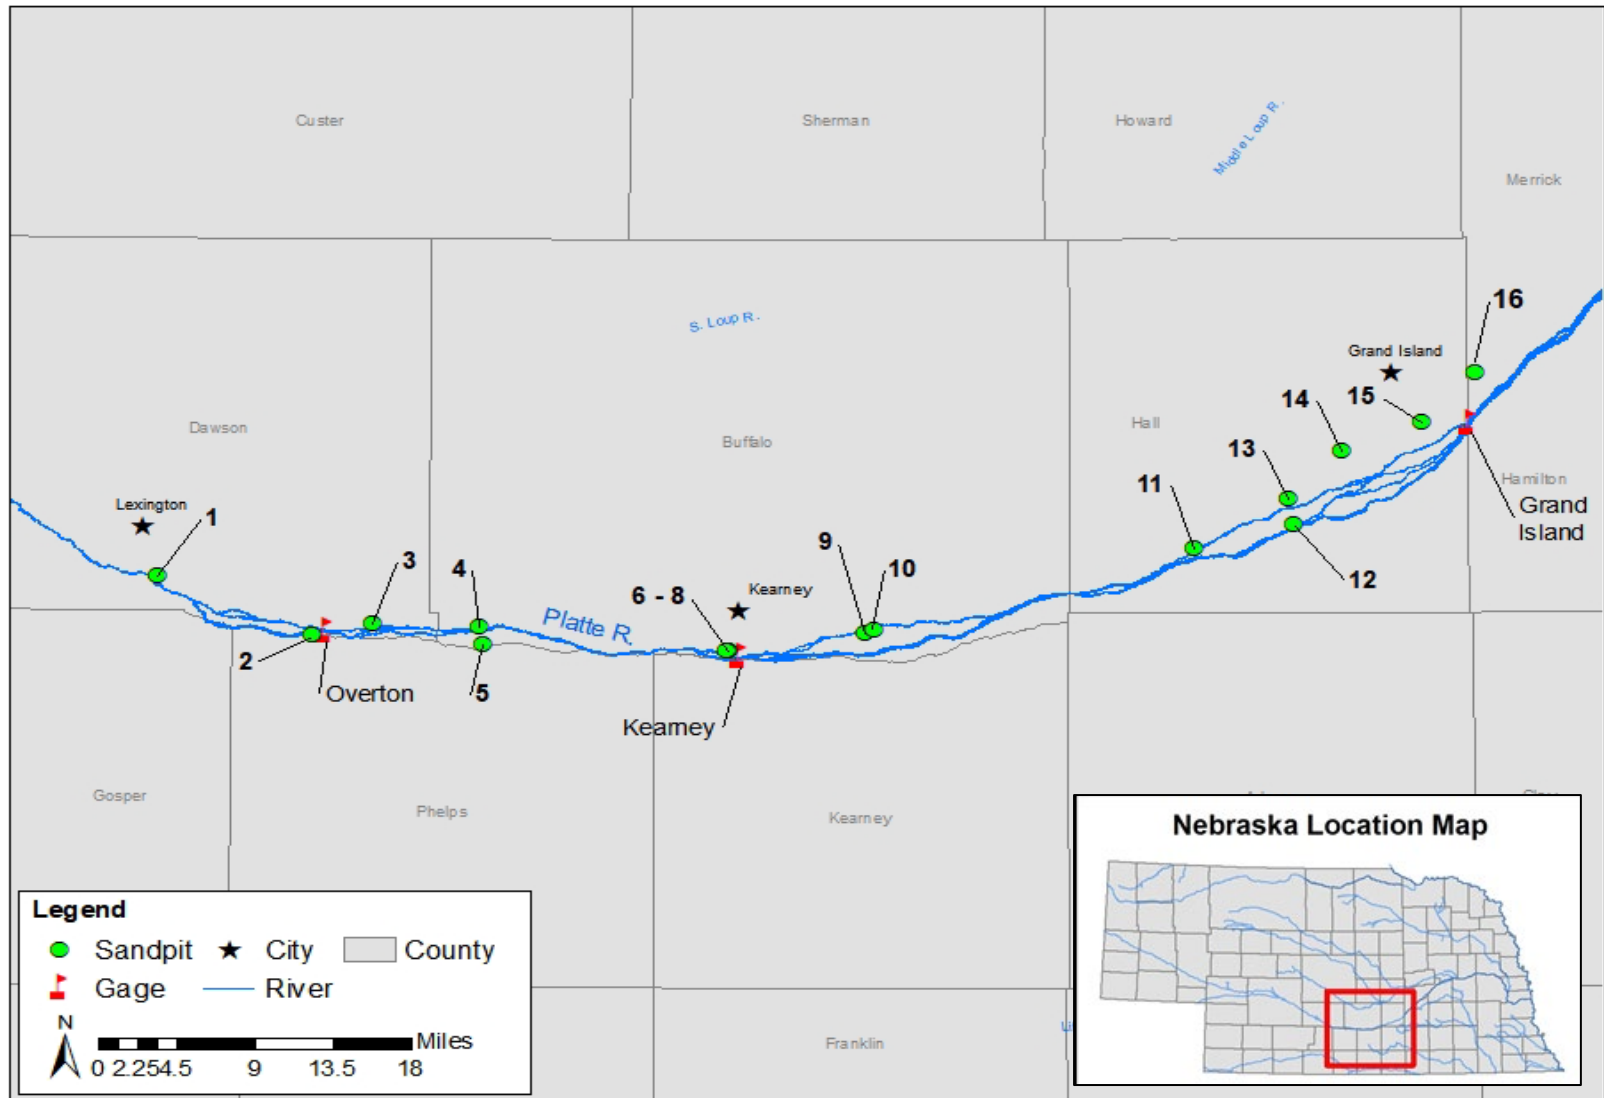 Custer
Sherman
Howard
Middle Loup R.
Merrick
S. Loup R.
16
Grand Island
15
14
Dawson
Buffalo
Hall
13
Hamilton
11
Lexington
1
Grand
Island
9
3
4
10
12
6 - 8
Kearney
Platte R.
2
Overton
5
Kearney
Gosper
Phelps
Kearney
Franklin
Nebraska Location Map
Legend
Sandpit City County
Gage River
N
Miles
0 2.25 4.5 9 13.5 18